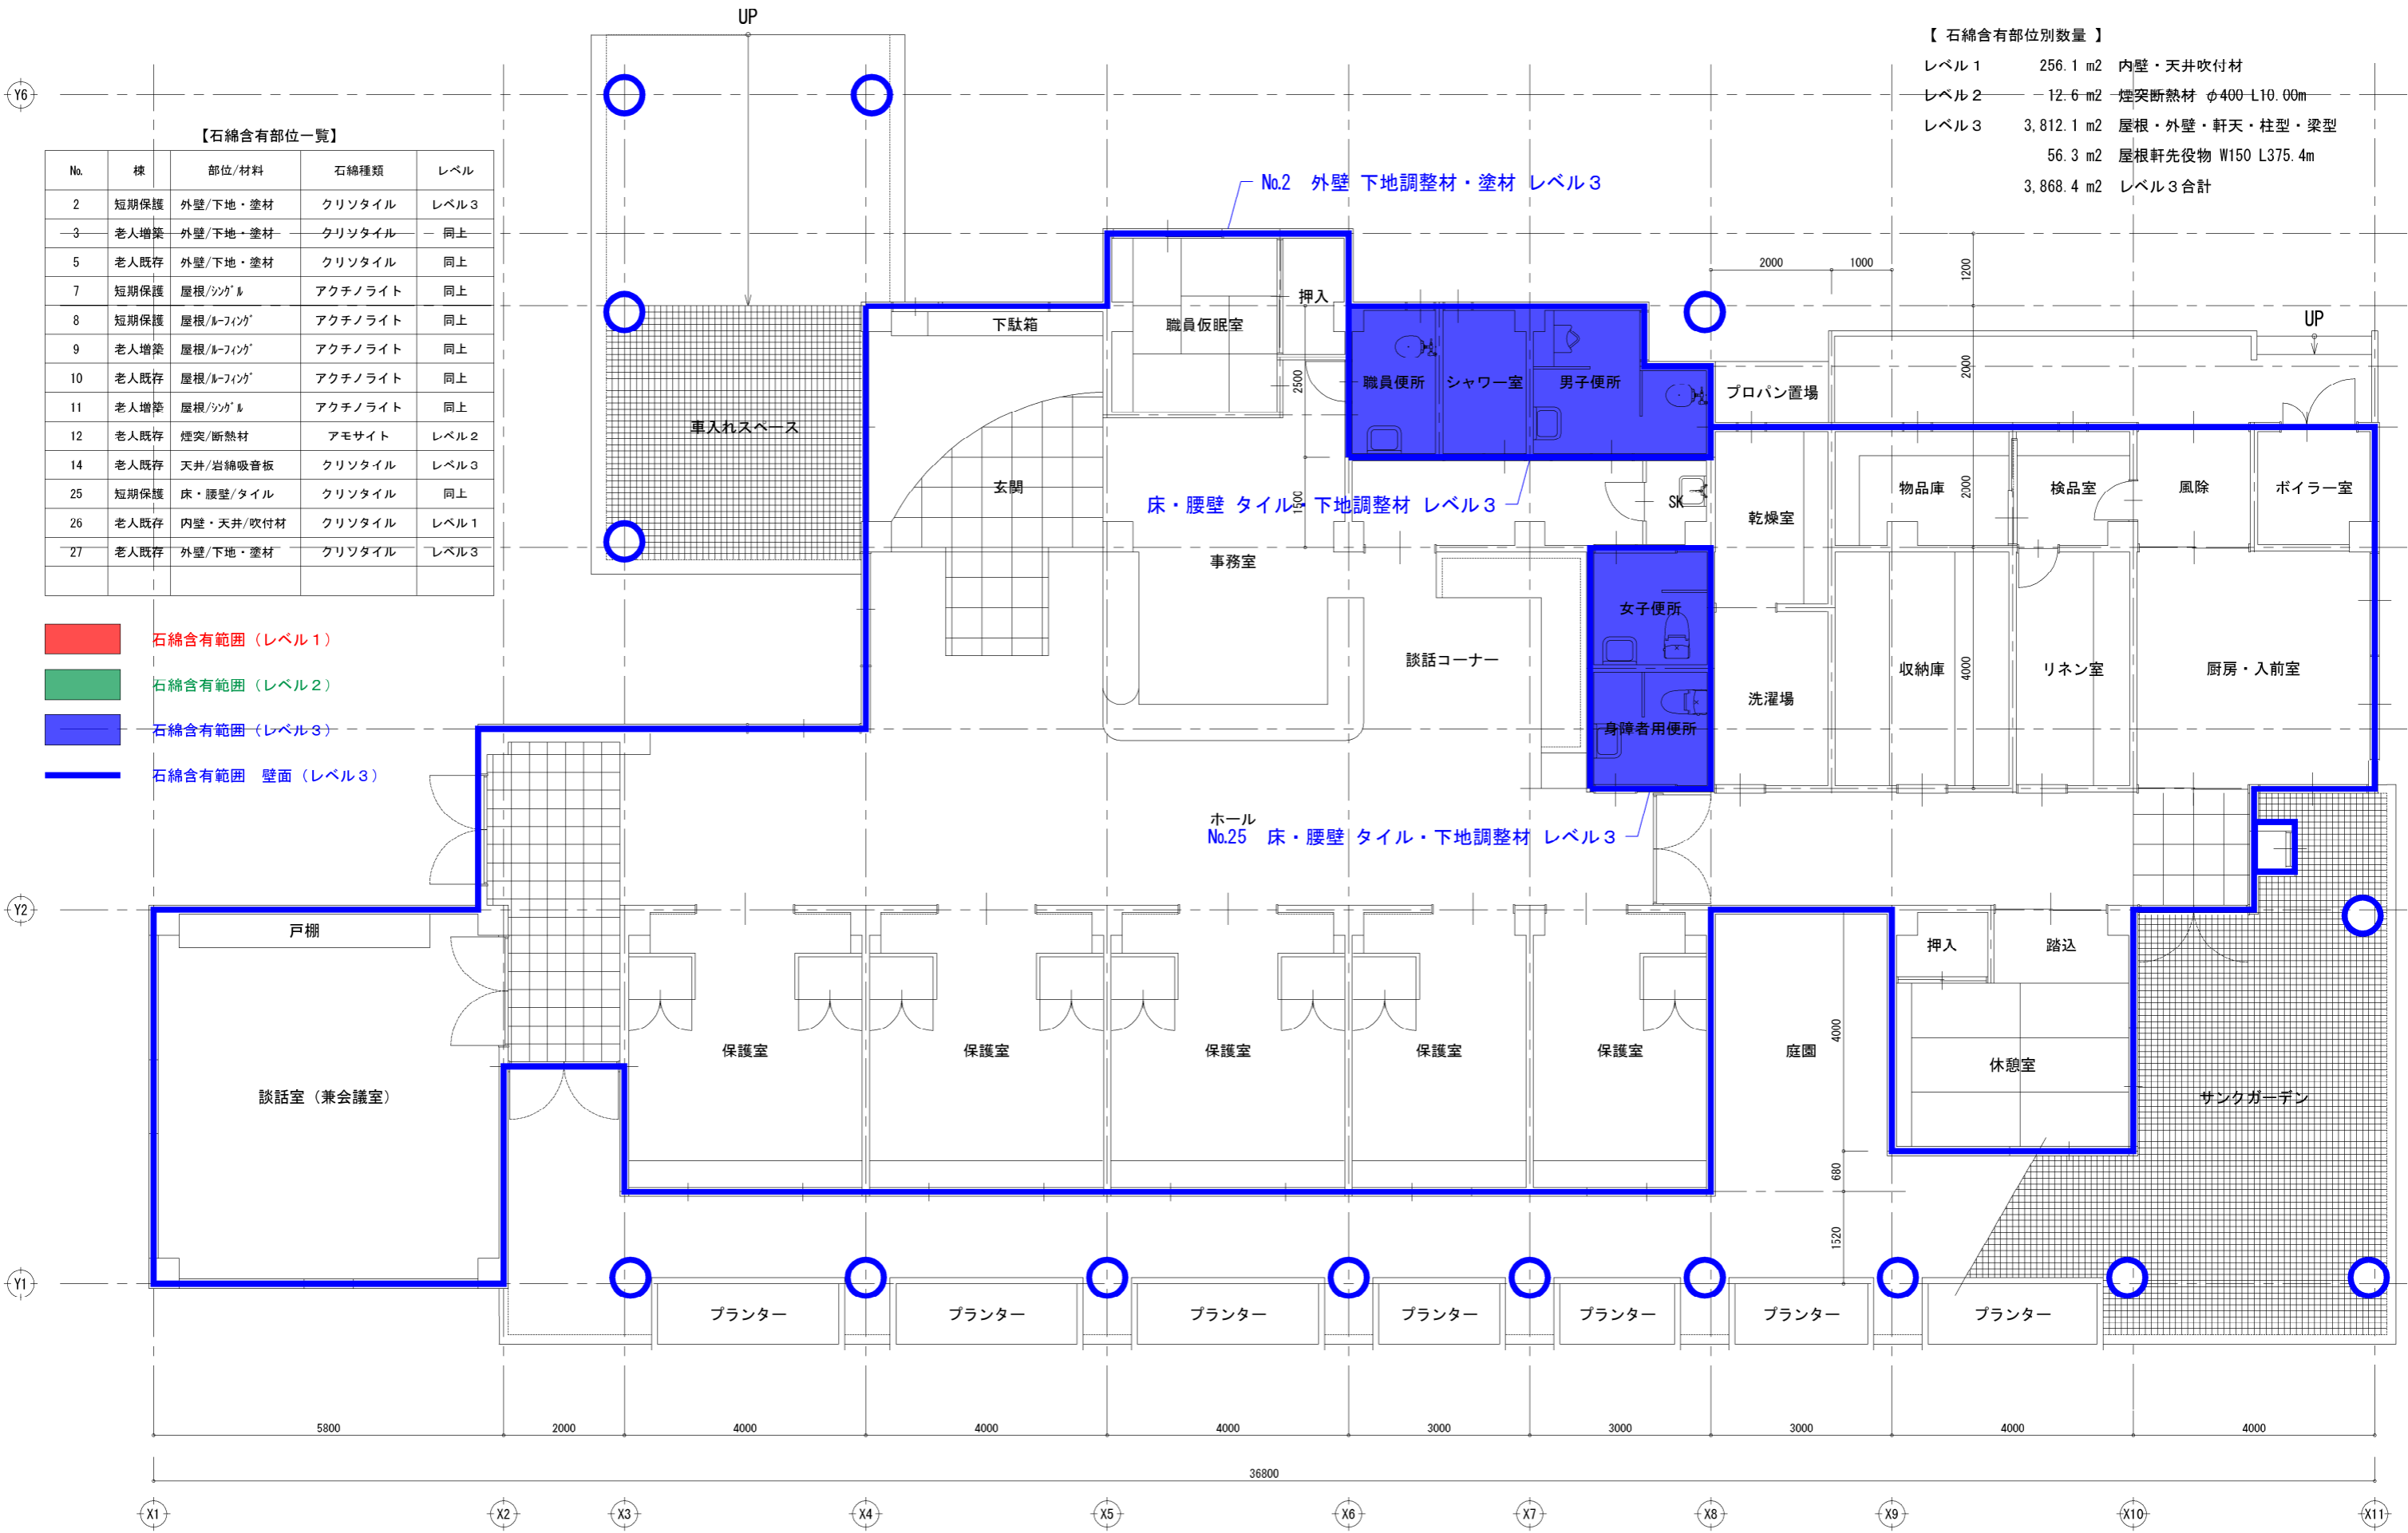 UP
【 石綿含有部位別数量 】
レベル１ 256.1 m2 内壁・天井吹付材
レベル２ 12.6 m2 煙突断熱材 φ400 L10.00m
レベル３ 3,812.1 m2 屋根・外壁・軒天・柱型・梁型
56.3 m2 屋根軒先役物 W150 L375.4m
3,868.4 m2 レベル３合計
Y6
【石綿含有部位一覧】
No. 棟 部位/材料 石綿種類 レベル
2 短期保護 外壁/下地・塗材 クリソタイル レベル３
3 老人増築 外壁/下地・塗材 クリソタイル 同上
5 老人既存 外壁/下地・塗材 クリソタイル 同上
7 短期保護 屋根/シングル アクチノライト 同上
8 短期保護 屋根/ルーフィング アクチノライト 同上
9 老人増築 屋根/ルーフィング アクチノライト 同上
10 老人既存 屋根/ルーフィング アクチノライト 同上
11 老人増築 屋根/シングル アクチノライト 同上
12 老人既存 煙突/断熱材 アモサイト レベル２
14 老人既存 天井/岩綿吸音板 クリソタイル レベル３
25 短期保護 床・腰壁/タイル クリソタイル 同上
26 老人既存 内壁・天井/吹付材 クリソタイル レベル１
27 老人既存 外壁/下地・塗材 クリソタイル レベル３
石綿含有範囲（レベル１）
石綿含有範囲（レベル２）
石綿含有範囲（レベル３）
石綿含有範囲　壁面（レベル３）
No.2　外壁 下地調整材・塗材 レベル３
2000 1000 1200
押入
下駄箱 職員仮眠室 UP
2000
職員便所 シャワー室 男子便所
2500
プロパン置場
車入れスペース
玄関 物品庫 2000 検品室 風除 ボイラー室
床・腰壁 タイル・下地調整材 レベル３ SK
1500
乾燥室
事務室
女子便所
談話コーナー 収納庫 4000 リネン室 厨房・入前室
洗濯場
身障者用便所
ホール
No.25　床・腰壁 タイル・下地調整材 レベル３
Y2
戸棚 押入 踏込
4000
保護室 保護室 保護室 保護室 保護室 庭園 休憩室
談話室（兼会議室） サンクガーデン
680
1520
Y1
プランター プランター プランター プランター プランター プランター プランター
5800 2000 4000 4000 4000 3000 3000 3000 4000 4000
36800
X1 X2 X3 X4 X5 X6 X7 X8 X9 X10 X11